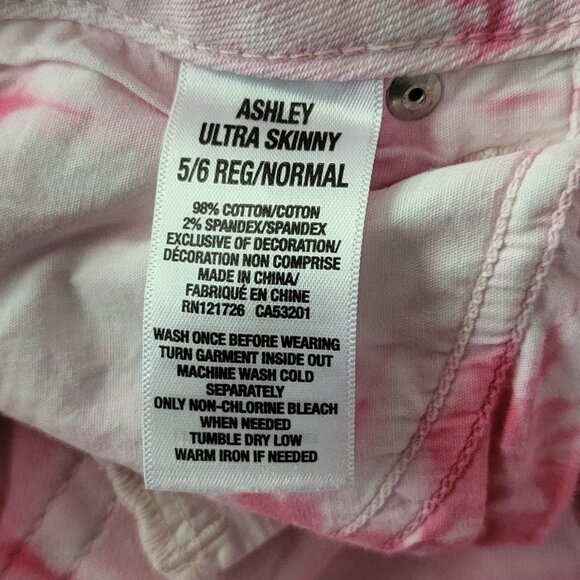 ASHLEY
ULTRA SKINNY
5/6 REG/NORMAL
98% COTTON/COTON
2% SPANDEX/SPANDEX
EXCLUSIVE OF DECORATION/
DÉCORATION NON COMPRISE
MADE IN CHINA/
FABRIQUÉ EN CHINE
RN121726 CA53201
WASH ONCE BEFORE WEARING
TURN GARMENT INSIDE OUT
MACHINE WASH COLD
SEPARATELY
ONLY NON-CHLORINE BLEACH
WHEN NEEDED
TUMBLE DRY LOW
WARM IRON IF NEEDED